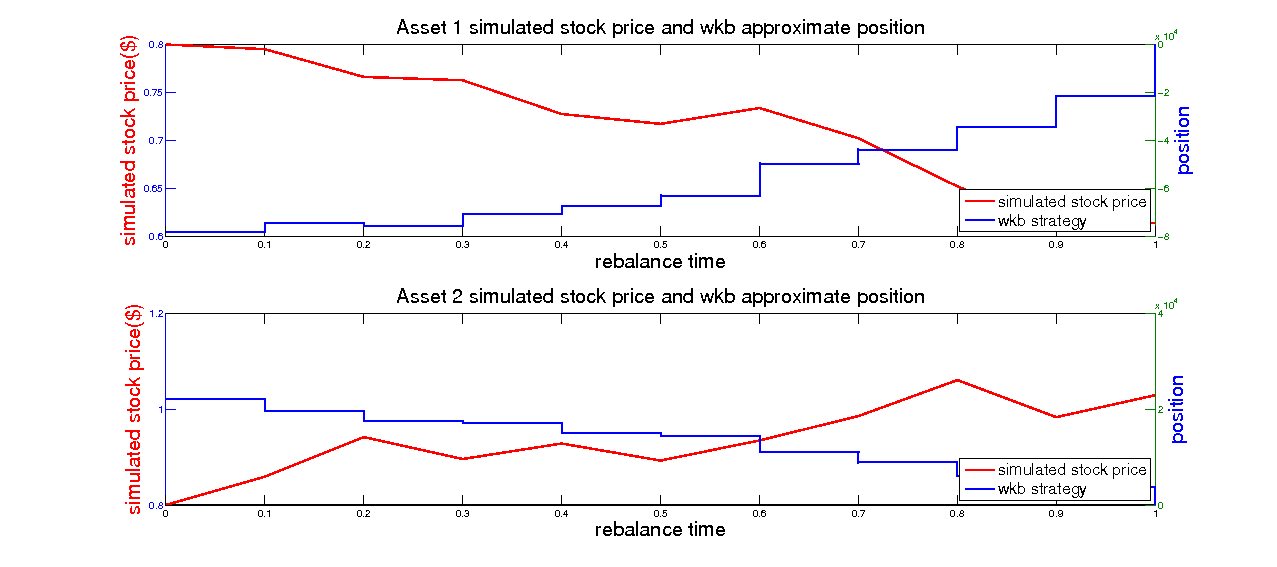 Asset 1 simulated stock price and wkb approximate position
x 10^4
simulated stock price($)
0.8
0.75
0.7
0.65
0.6
0
−2
−4
−6
−8
position
simulated stock price
wkb strategy
0 0.1 0.2 0.3 0.4 0.5 0.6 0.7 0.8 0.9 1
rebalance time
Asset 2 simulated stock price and wkb approximate position
x 10^4
simulated stock price($)
1.2
1
0.8
4
2
0
position
simulated stock price
wkb strategy
0 0.1 0.2 0.3 0.4 0.5 0.6 0.7 0.8 0.9 1
rebalance time